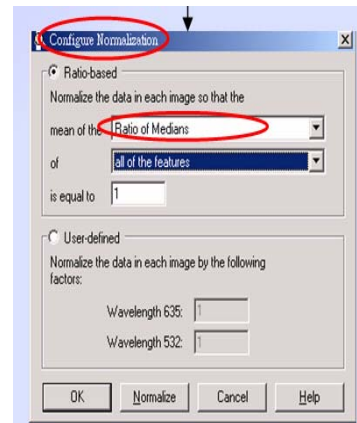 Configure Normalization
Ratio-based
Normalize the data in each image so that the
mean of the Ratio of Medians
of all of the features
is equal to 1
User-defined
Normalize the data in each image by the following
factors:
Wavelength 635: 1
Wavelength 532: 1
OK Normalize Cancel Help